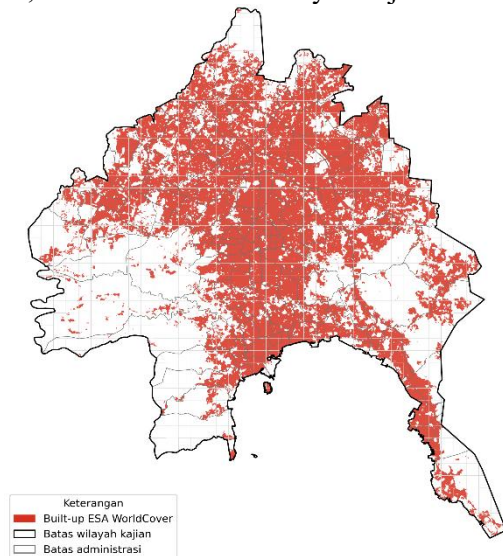 Keterangan
Built-up ESA WorldCover
Batas wilayah kajian
Batas administrasi